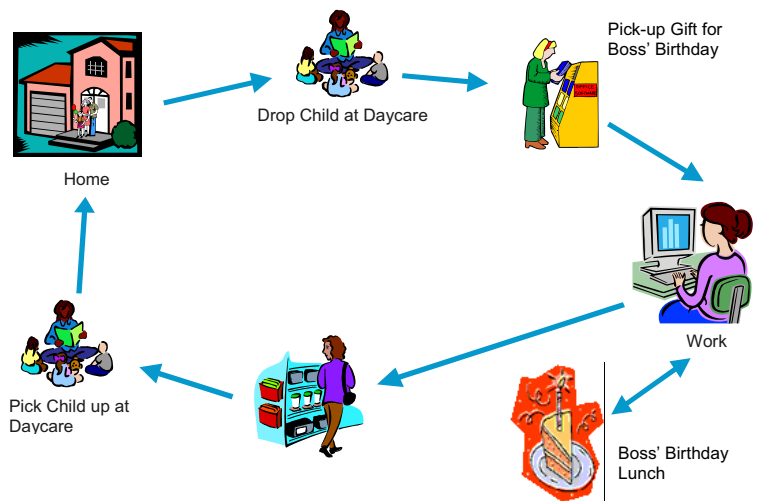 Pick-up Gift for
Boss' Birthday
Drop Child at Daycare
OFFICE
Home
Work
Pick Child up at
Daycare
Boss' Birthday
Lunch